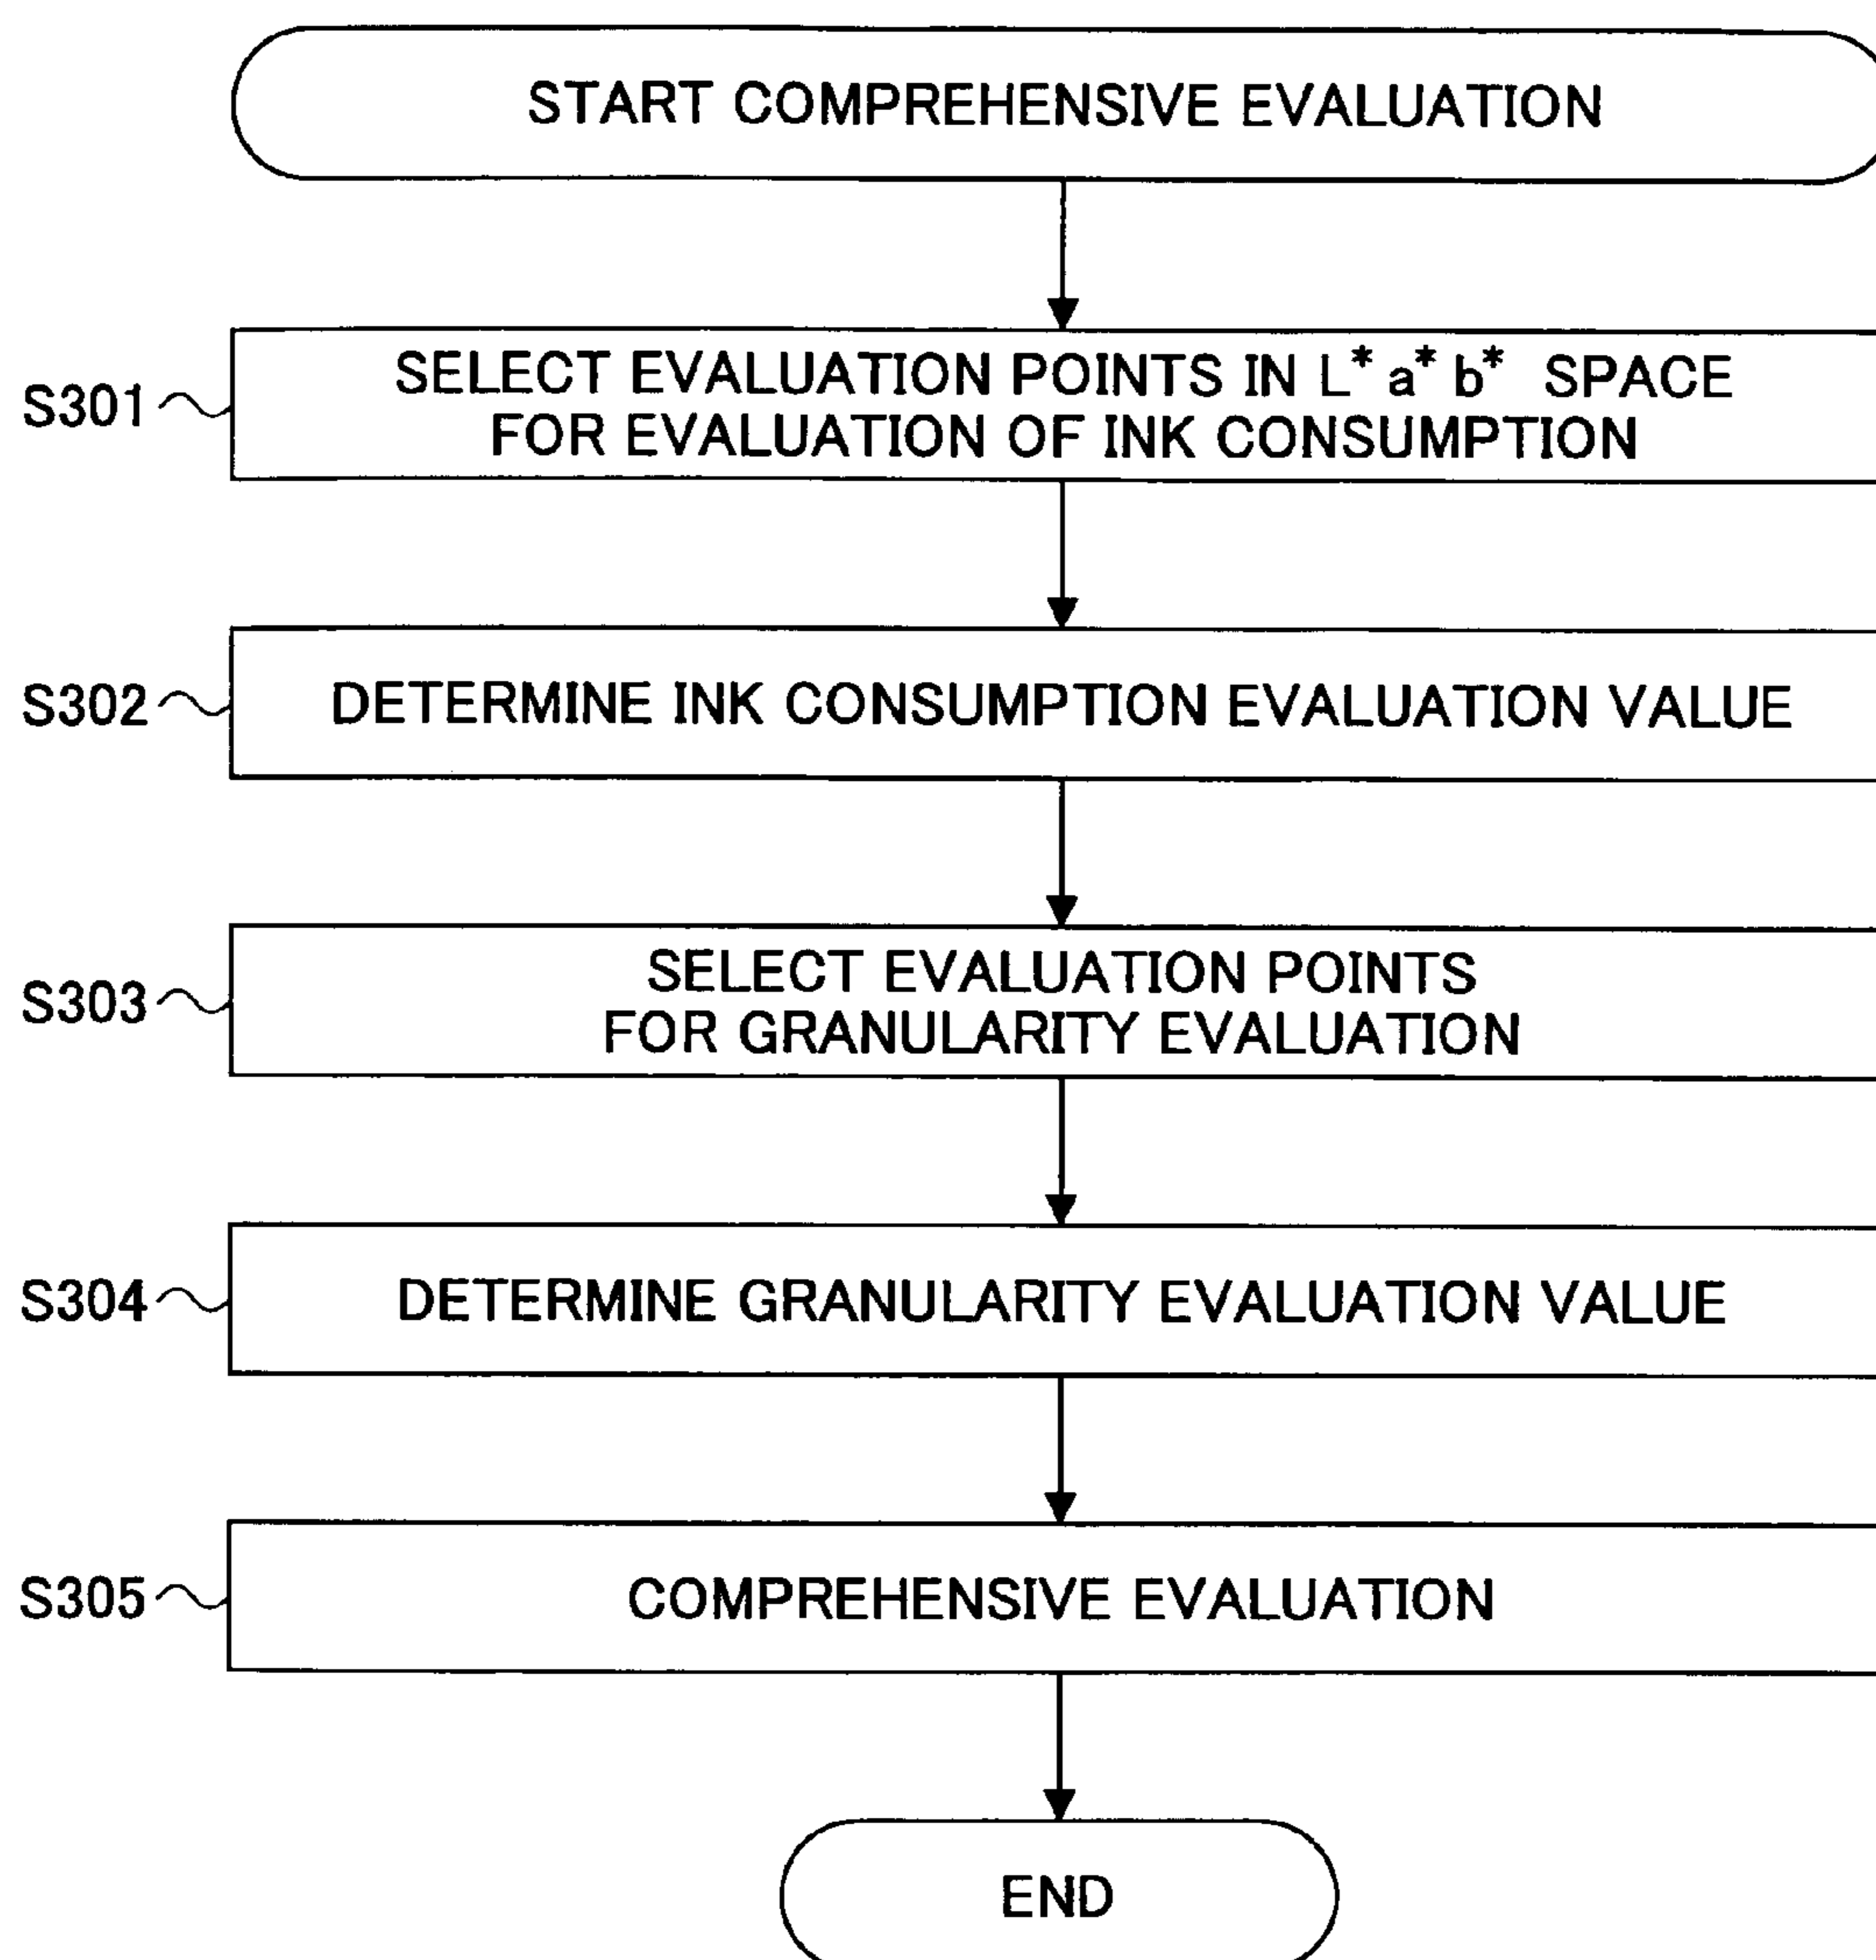 START COMPREHENSIVE EVALUATION
S301
SELECT EVALUATION POINTS IN L* a* b* SPACE
FOR EVALUATION OF INK CONSUMPTION
S302
DETERMINE INK CONSUMPTION EVALUATION VALUE
S303
SELECT EVALUATION POINTS
FOR GRANULARITY EVALUATION
S304
DETERMINE GRANULARITY EVALUATION VALUE
S305
COMPREHENSIVE EVALUATION
END